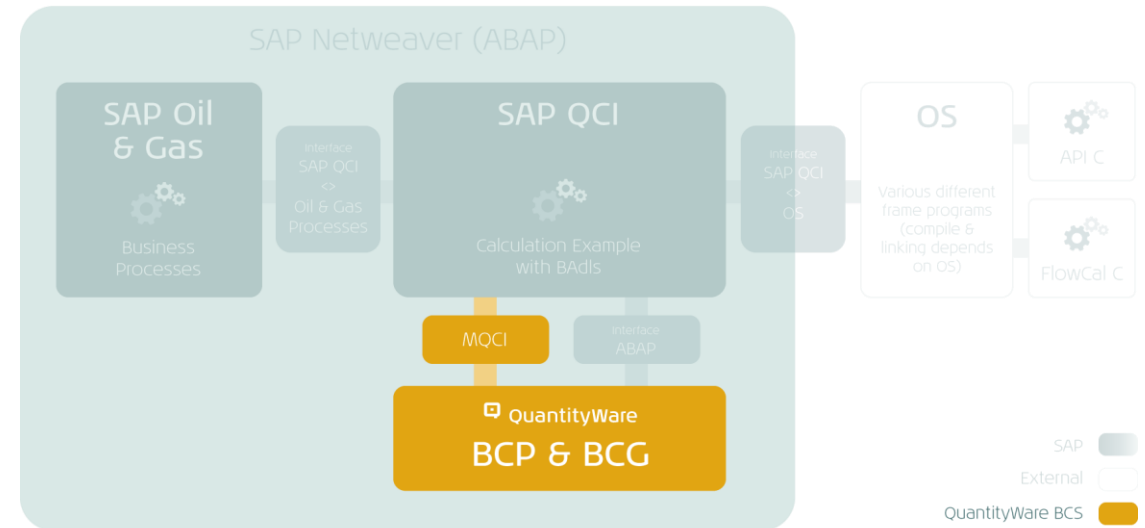 SAP Netweaver (ABAP)
SAP Oil
& Gas
Business
Processes
Interface
SAP QCI
<>
Oil & Gas
Processes
SAP QCI
Calculation Example
with BAdIs
Interface
SAP QCI
<>
OS
OS
Various different
frame programs
(compile &
linking depends
on OS)
API C
FlowCal C
MQCI
Interface
ABAP
QuantityWare
BCP & BCG
SAP
External
QuantityWare BCS